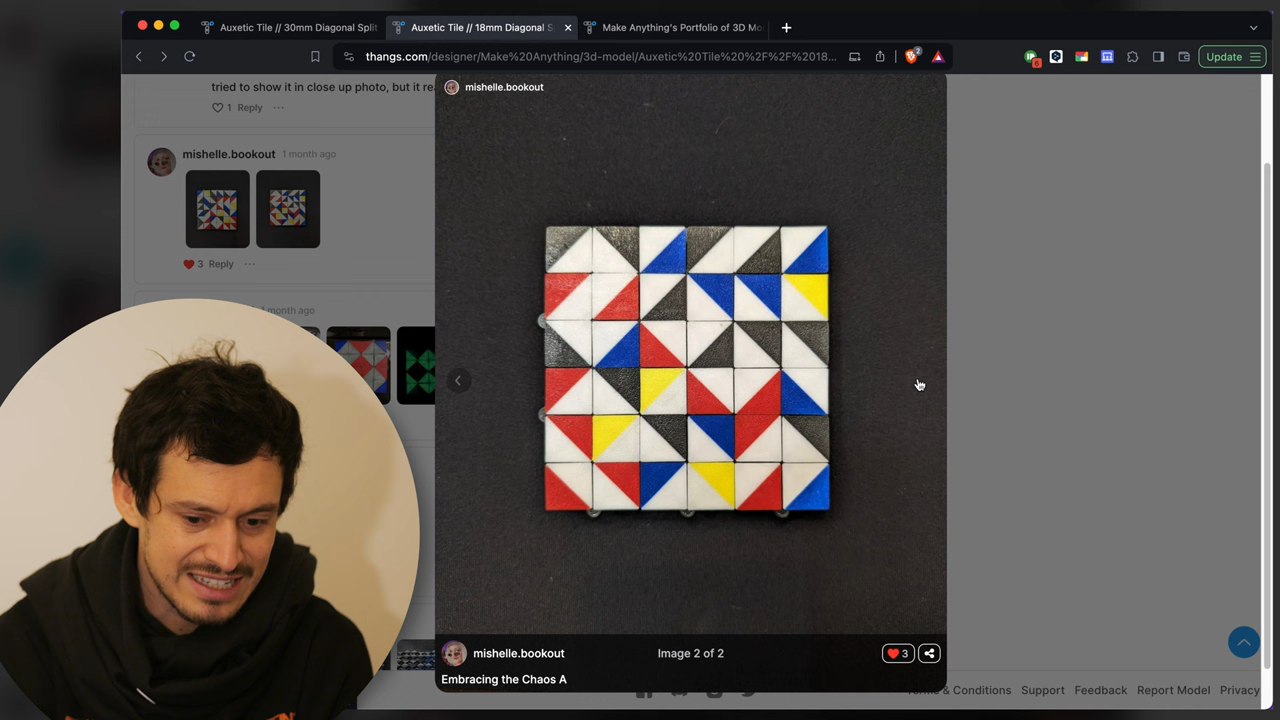 Auxetic Tile // 30mm Diagonal Split
Auxetic Tile // 18mm Diagonal S
Make Anything's Portfolio of 3D Mo
thangs.com/designer/Make%20Anything/3d-model/Auxetic%20Tile%20%2F%2F%2018...
2
6
Update
tried to show it in close up photo, but it re
1 Reply
mishelle.bookout 1 month ago
3 Reply
1 month ago
mishelle.bookout
mishelle.bookout
Image 2 of 2
3
Embracing the Chaos A
Terms & Conditions Support Feedback Report Model Privacy